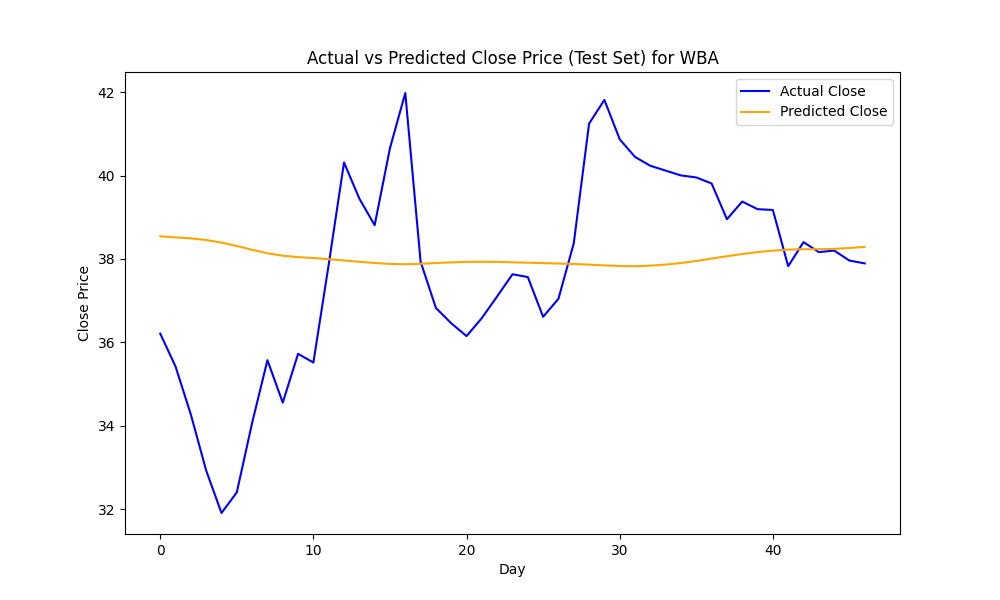 Actual vs Predicted Close Price (Test Set) for WBA
Actual Close
Predicted Close
42
40
38
36
34
32
Close Price
0 10 20 30 40
Day